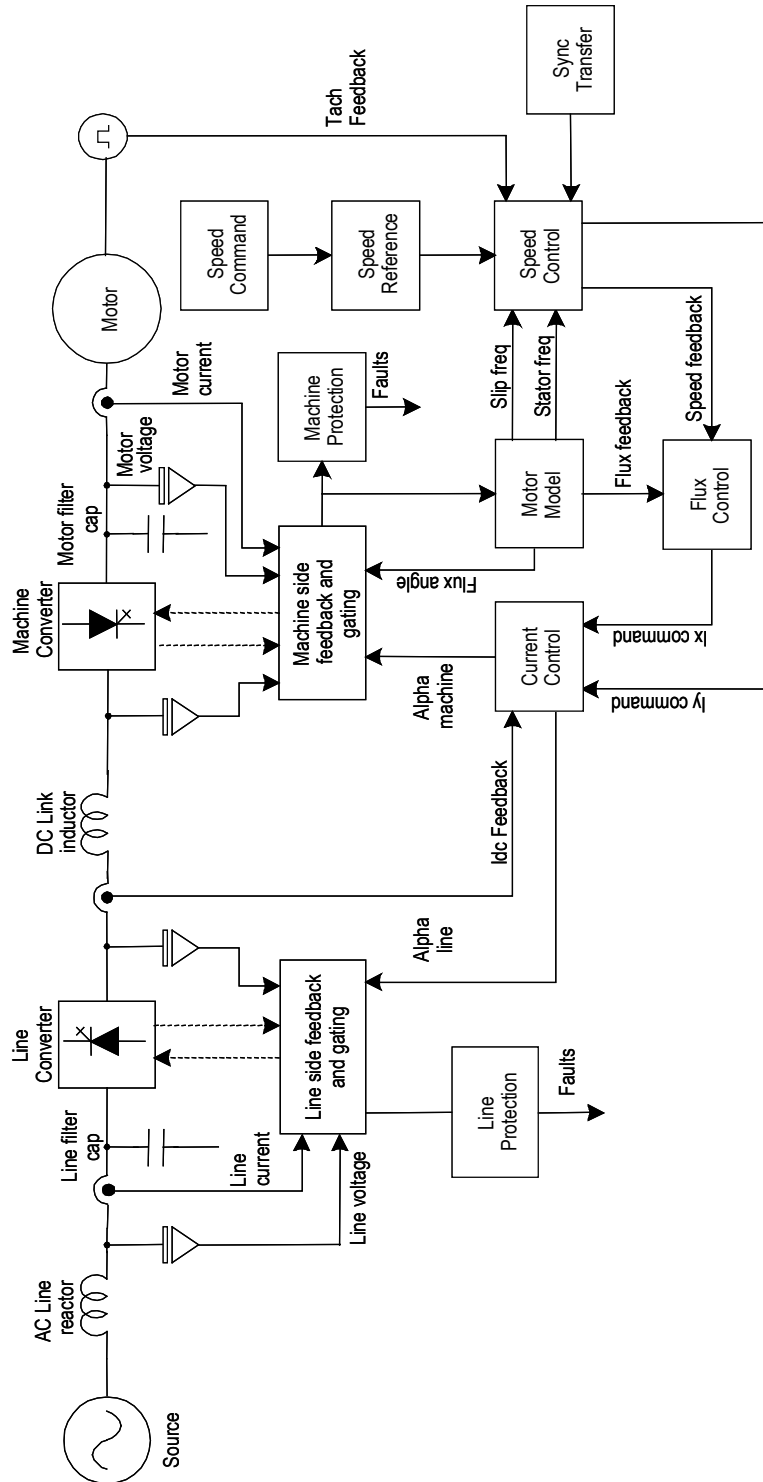 Source
AC Line
reactor
Line filter
cap
Line
Converter
DC Link
inductor
Machine
Converter
Motor filter
cap
Motor
voltage
Motor
current
Motor
Tach
Feedback
Line voltage
Line
current
Line side feedback
and gating
Alpha
line
Line
Protection
Faults
Idc Feedback
Machine side
feedback and
gating
Alpha
machine
Flux angle
Machine
Protection
Faults
Speed
Command
Speed
Reference
Speed
Control
Sync
Transfer
Slip freq
Stator freq
Motor
Model
Flux feedback
Speed feedback
Current
Control
Flux
Control
Ix command
Iy command